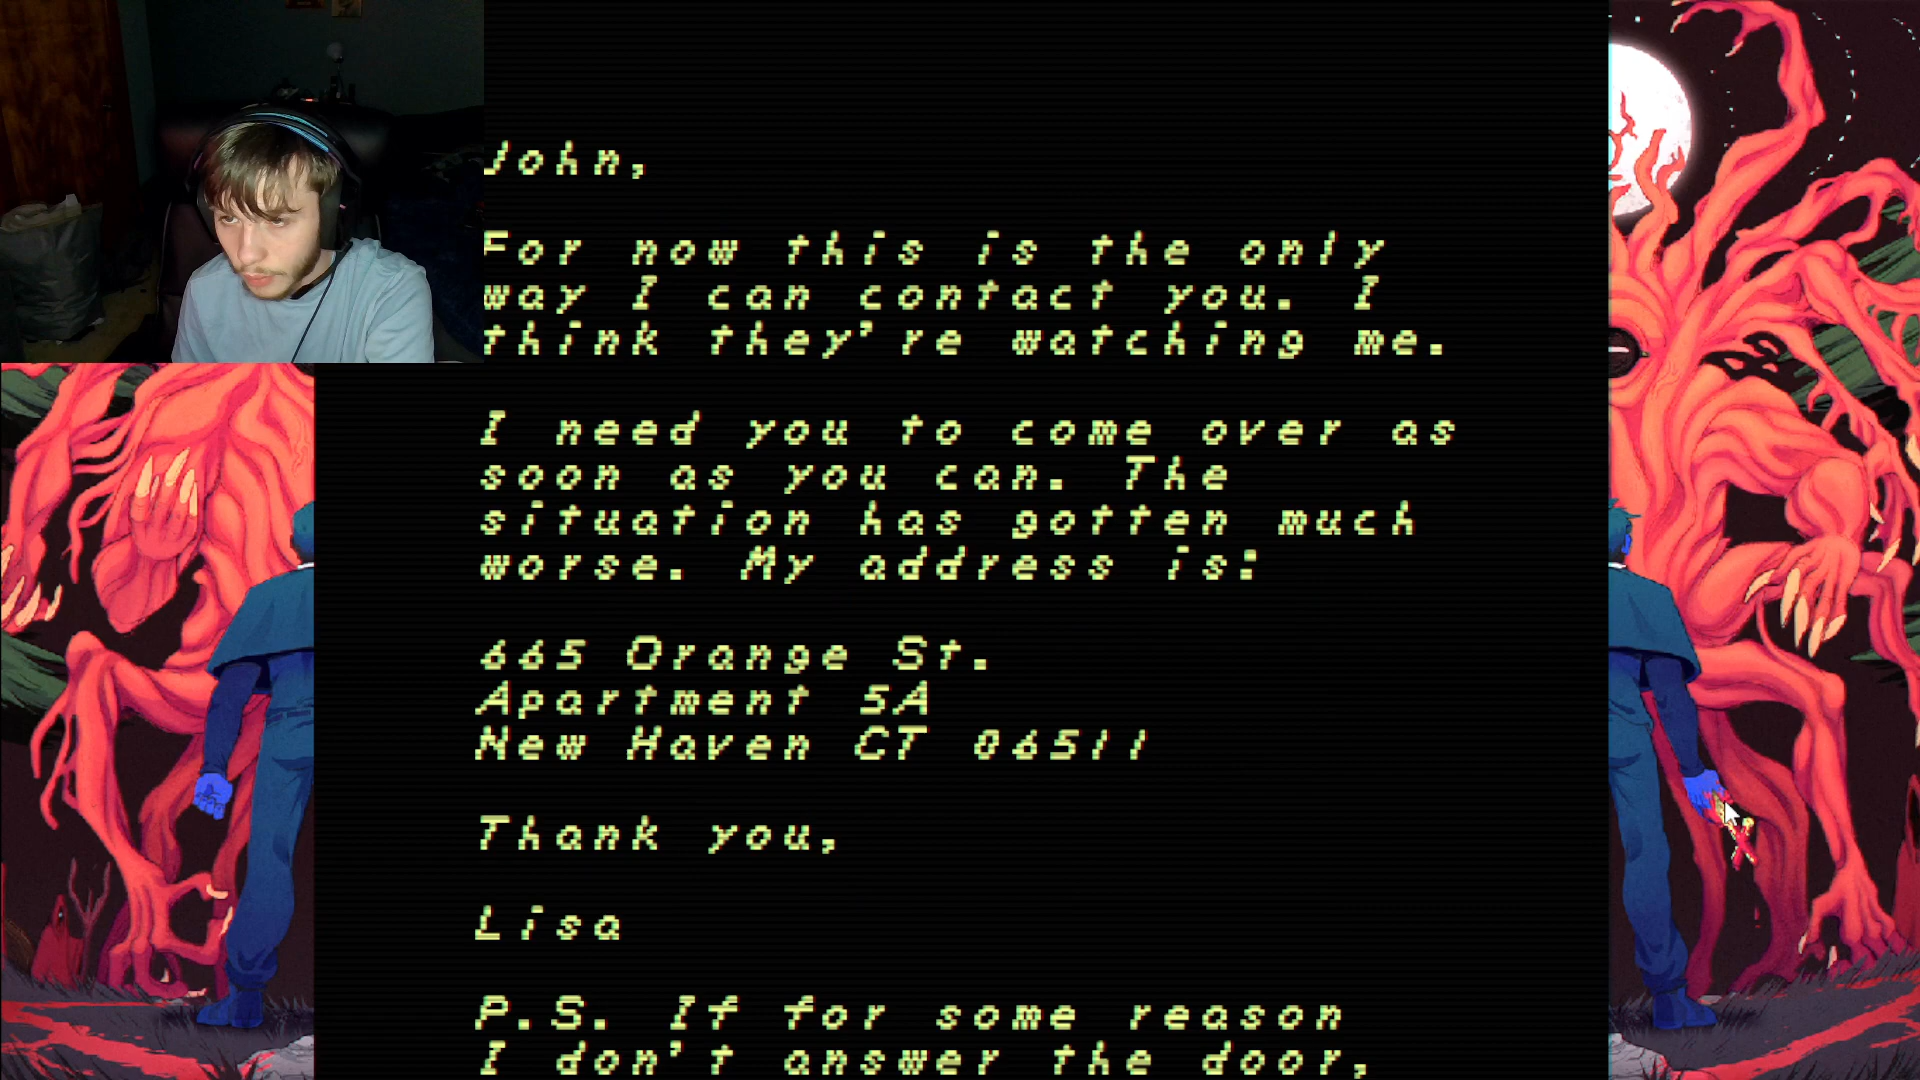 John,
For now this is the only
way I can contact you. I
think they're watching me.
I need you to come over as
soon as you can. The
situation has gotten much
worse. My address is:
665 Orange St.
Apartment 5A
New Haven CT 06511
Thank you,
Lisa
P.S. If for some reason
I don't answer the door,